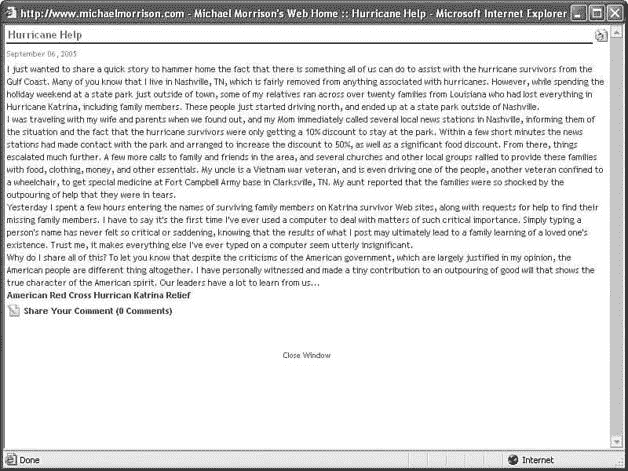 http://www.michaelmorrison.com - Michael Morrison's Web Home :: Hurricane Help - Microsoft Internet Explorer
Hurricane Help
September 06, 2005
I just wanted to share a quick story to hammer home the fact that there is something all of us can do to assist with the hurricane survivors from the
Gulf Coast. Many of you know that I live in Nashville, TN, which is fairly removed from anything associated with hurricanes. However, while spending the
holiday weekend at a state park just outside of town, some of my relatives ran across over twenty families from Louisiana who had lost everything in
Hurricane Katrina, including family members. These people just started driving north, and ended up at a state park outside of Nashville.
I was traveling with my wife and parents when we found out, and my Mom immediately called several local news stations in Nashville, informing them of
the situation and the fact that the hurricane survivors were only getting a 10% discount to stay at the park. Within a few short minutes the news
stations had made contact with the park and arranged to increase the discount to 50%, as well as a significant food discount. From there, things
escalated much further. A few more calls to family and friends in the area, and several churches and other local groups rallied to provide these families
with food, clothing, money, and other essentials. My uncle is a Vietnam war veteran, and is even driving one of the people, another veteran confined to
a wheelchair, to get special medicine at Fort Campbell Army base in Clarksville, TN. My aunt reported that the families were so shocked by the
outpouring of help that they were in tears.
Yesterday I spent a few hours entering the names of surviving family members on Katrina survivor Web sites, along with requests for help to find their
missing family members. I have to say it's the first time I've ever used a computer to deal with matters of such critical importance. Simply typing a
person's name has never felt so critical or saddening, knowing that the results of what I post may ultimately lead to a family learning of a loved one's
existence. Trust me, it makes everything else I've ever typed on a computer seem utterly insignificant.
Why do I share all of this? To let you know that despite the criticisms of the American government, which are largely justified in my opinion, the
American people are different thing altogether. I have personally witnessed and made a tiny contribution to an outpouring of good will that shows the
true character of the American spirit. Our leaders have a lot to learn from us...
American Red Cross Hurrican Katrina Relief
Share Your Comment (0 Comments)
Close Window
Done
Internet